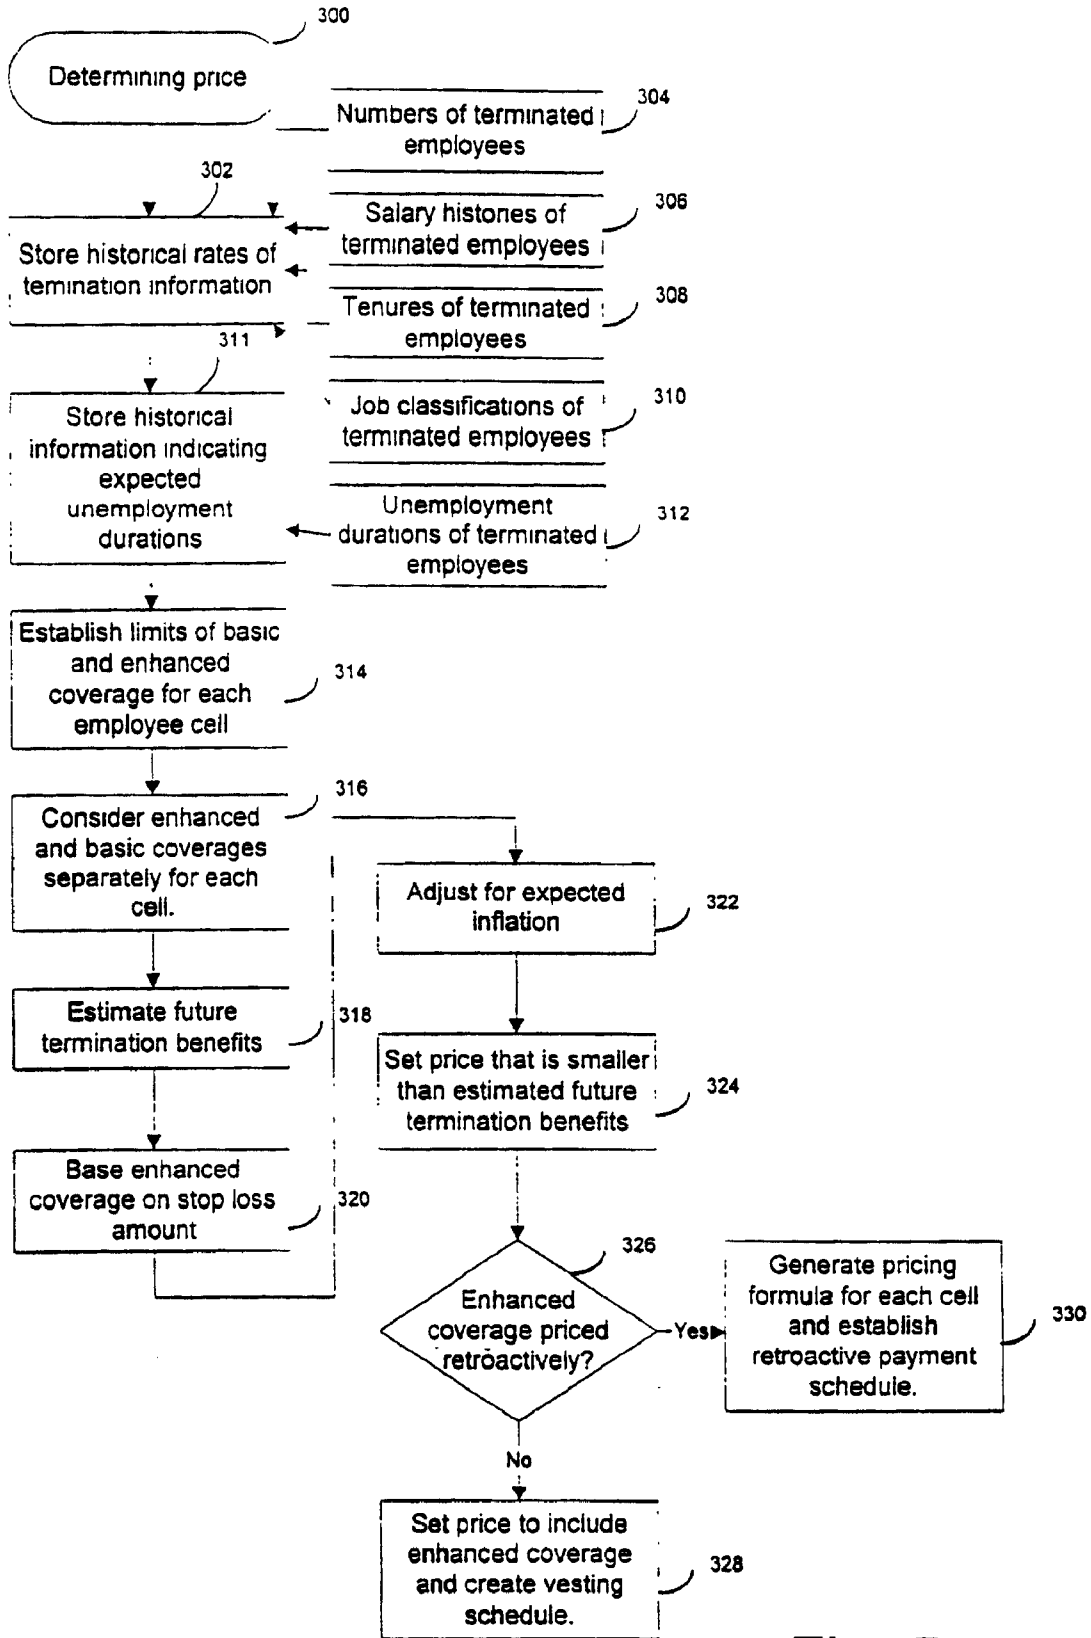 300
Determining price
304
Numbers of terminated
employees
302
306
Salary histories of
terminated employees
Store historical rates of
temination information
308
Tenures of terminated
employees
311
310
Job classifications of
terminated employees
Store historical
information indicating
expected
unemployment
durations
312
Unemployment
durations of terminated
employees
Establish limits of basic
and enhanced
coverage for each
employee cell
314
316
Consider enhanced
and basic coverages
separately for each
cell.
Adjust for expected
inflation
322
Estimate future
termination benefits
318
Set price that is smaller
than estimated future
termination benefits
324
Base enhanced
coverage on stop loss
amount
320
326
Enhanced
coverage priced
retroactively?
Yes
Generate pricing
formula for each cell
and establish
retroactive payment
schedule.
330
No
Set price to include
enhanced coverage
and create vesting
schedule.
328